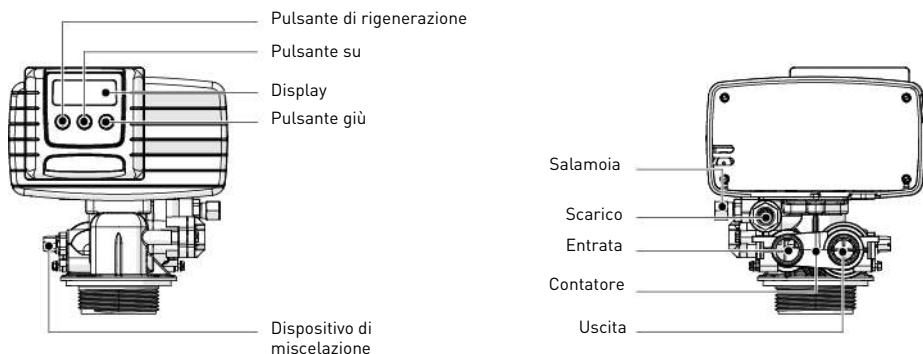 Pulsante di rigenerazione
Pulsante su
Display
Pulsante giù
Dispositivo di
miscelazione
Salamoia
Scarico
Entrata
Contatore
Uscita